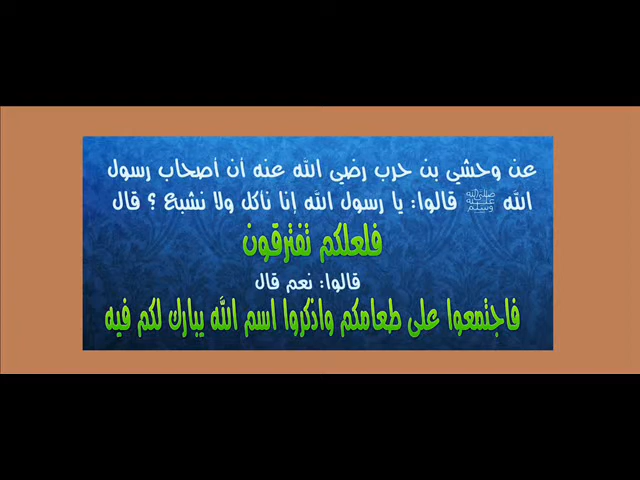 عن وحشي بن حرب رضي الله عنه أن أصحاب رسول
الله ﷺ قالوا: يا رسول الله إنا نأكل ولا نشبع ؟ قال
فلعلكم تفترقون
قالوا: نعم قال
فاجتمعوا على طعامكم واذكروا اسم الله يبارك لكم فيه